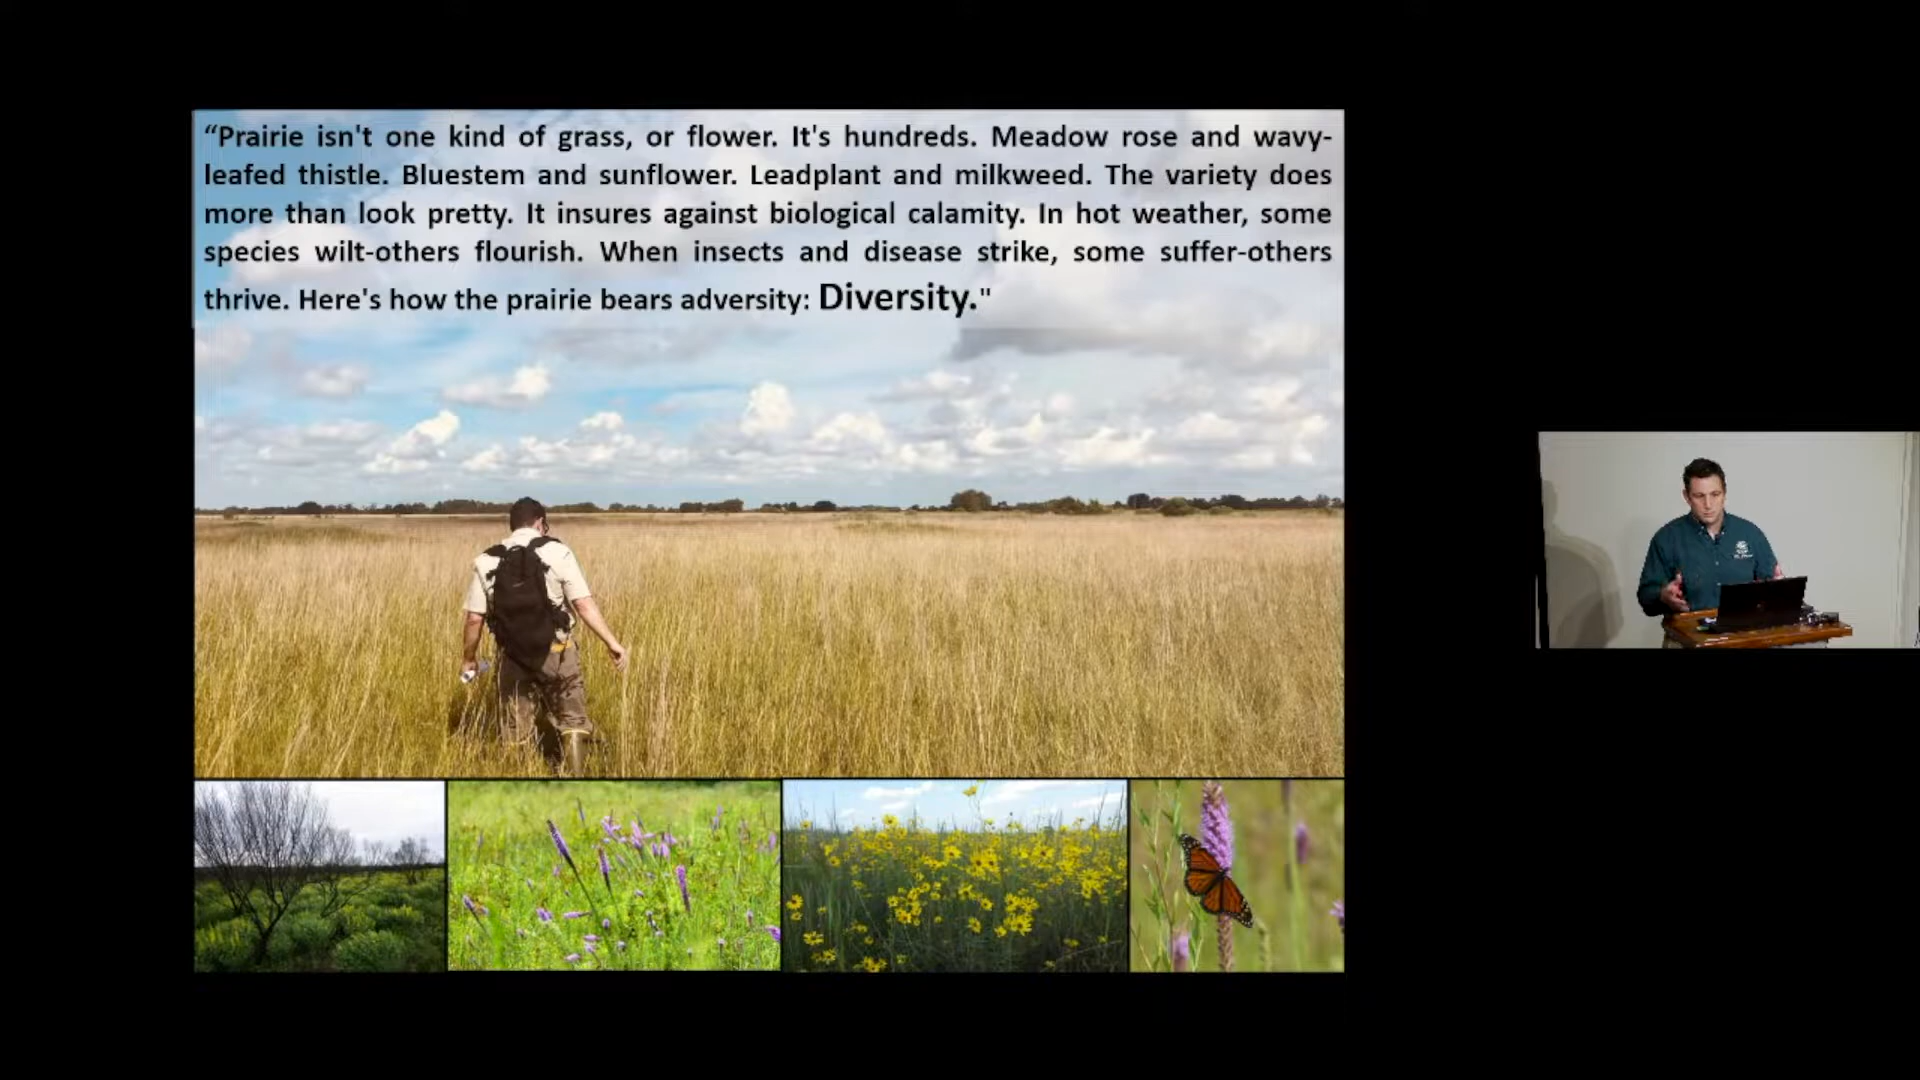 “Prairie isn't one kind of grass, or flower. It's hundreds. Meadow rose and wavy-
leafed thistle. Bluestem and sunflower. Leadplant and milkweed. The variety does
more than look pretty. It insures against biological calamity. In hot weather, some
species wilt-others flourish. When insects and disease strike, some suffer-others
thrive. Here's how the prairie bears adversity: Diversity."